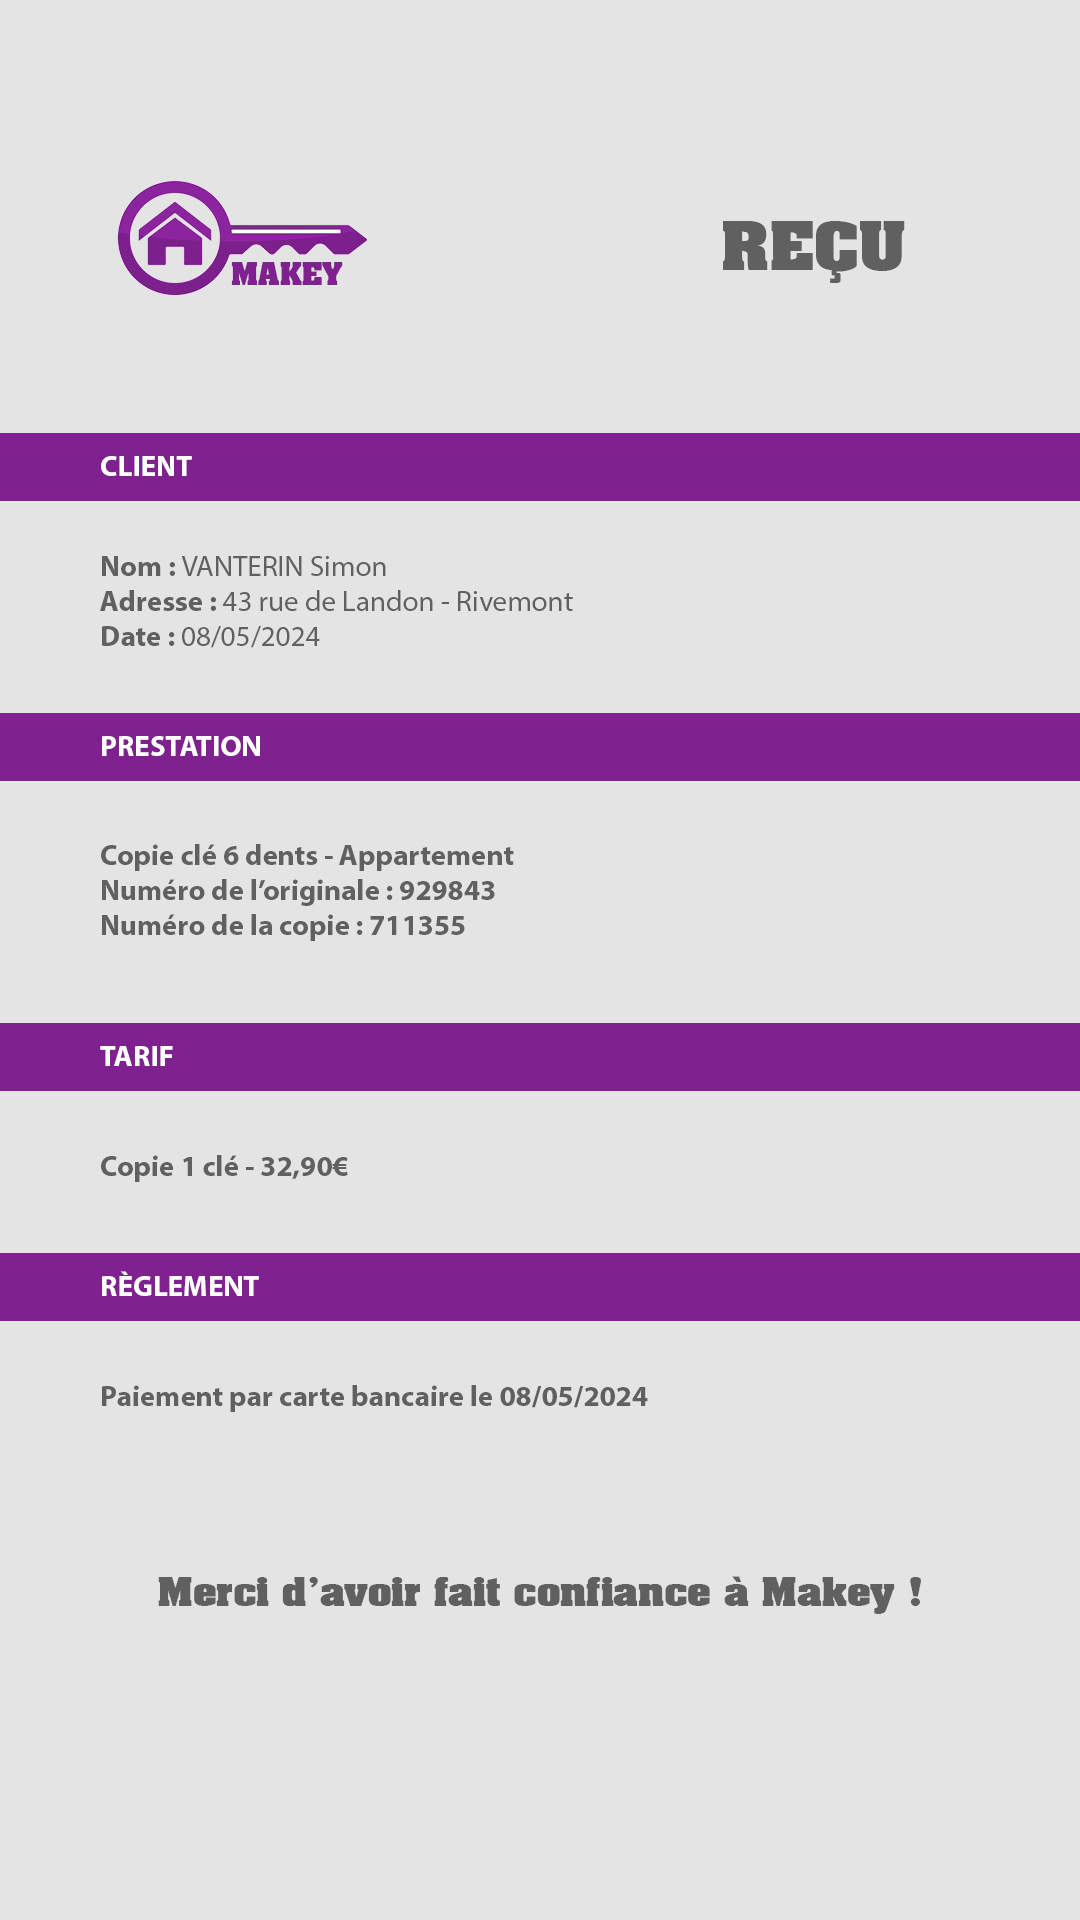 MAKEY
REÇU
CLIENT
Nom : VANTERIN Simon
Adresse : 43 rue de Landon - Rivemont
Date : 08/05/2024
PRESTATION
Copie clé 6 dents - Appartement
Numéro de l’originale : 929843
Numéro de la copie : 711355
TARIF
Copie 1 clé - 32,90€
RÈGLEMENT
Paiement par carte bancaire le 08/05/2024
Merci d’avoir fait confiance à Makey !